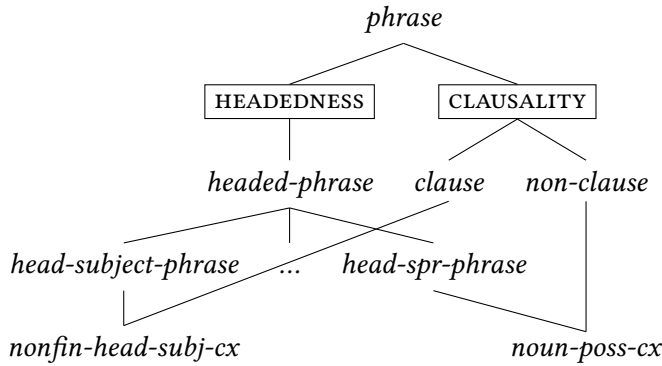 phrase
HEADEDNESS CLAUSALITY
headed-phrase clause non-clause
head-subject-phrase ... head-spr-phrase
nonfin-head-subj-cx noun-poss-cx